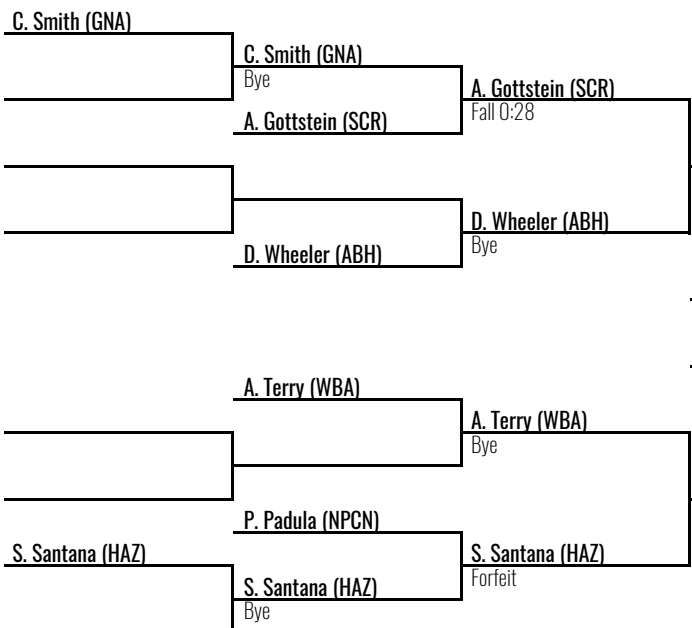 C. Smith (GNA)
C. Smith (GNA)
Bye
A. Gottstein (SCR)
A. Gottstein (SCR)
Fall 0:28
D. Wheeler (ABH)
D. Wheeler (ABH)
Bye
A. Terry (WBA)
A. Terry (WBA)
Bye
P. Padula (NPCN)
S. Santana (HAZ)
S. Santana (HAZ)
Forfeit
S. Santana (HAZ)
Bye